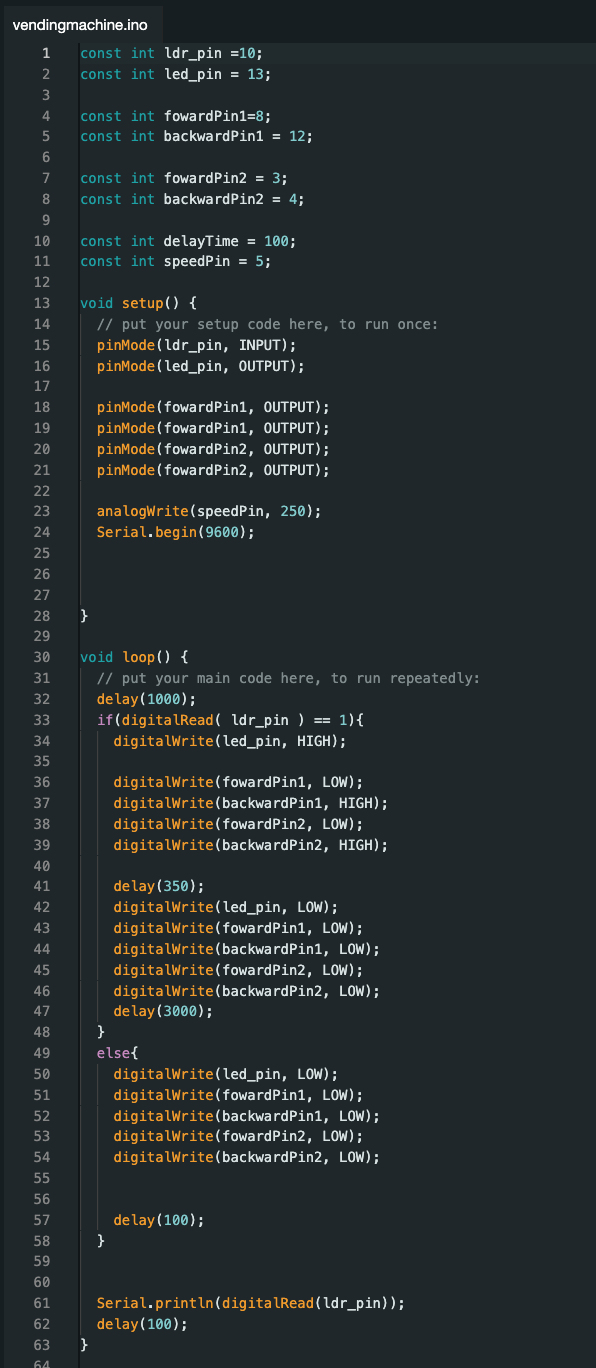 vendingmachine.ino
1 const int ldr_pin =10;
2 const int led_pin = 13;
3
4 const int fowardPin1=8;
5 const int backwardPin1 = 12;
6
7 const int fowardPin2 = 3;
8 const int backwardPin2 = 4;
9
10 const int delayTime = 100;
11 const int speedPin = 5;
12
13 void setup() {
14   // put your setup code here, to run once:
15   pinMode(ldr_pin, INPUT);
16   pinMode(led_pin, OUTPUT);
17
18   pinMode(fowardPin1, OUTPUT);
19   pinMode(fowardPin1, OUTPUT);
20   pinMode(fowardPin2, OUTPUT);
21   pinMode(fowardPin2, OUTPUT);
22
23   analogWrite(speedPin, 250);
24   Serial.begin(9600);
25
26
27
28 }
29
30 void loop() {
31   // put your main code here, to run repeatedly:
32   delay(1000);
33   if(digitalRead( ldr_pin ) == 1){
34     digitalWrite(led_pin, HIGH);
35
36     digitalWrite(fowardPin1, LOW);
37     digitalWrite(backwardPin1, HIGH);
38     digitalWrite(fowardPin2, LOW);
39     digitalWrite(backwardPin2, HIGH);
40
41     delay(350);
42     digitalWrite(led_pin, LOW);
43     digitalWrite(fowardPin1, LOW);
44     digitalWrite(backwardPin1, LOW);
45     digitalWrite(fowardPin2, LOW);
46     digitalWrite(backwardPin2, LOW);
47     delay(3000);
48   }
49   else{
50     digitalWrite(led_pin, LOW);
51     digitalWrite(fowardPin1, LOW);
52     digitalWrite(backwardPin1, LOW);
53     digitalWrite(fowardPin2, LOW);
54     digitalWrite(backwardPin2, LOW);
55
56
57     delay(100);
58   }
59
60
61   Serial.println(digitalRead(ldr_pin));
62   delay(100);
63 }
64